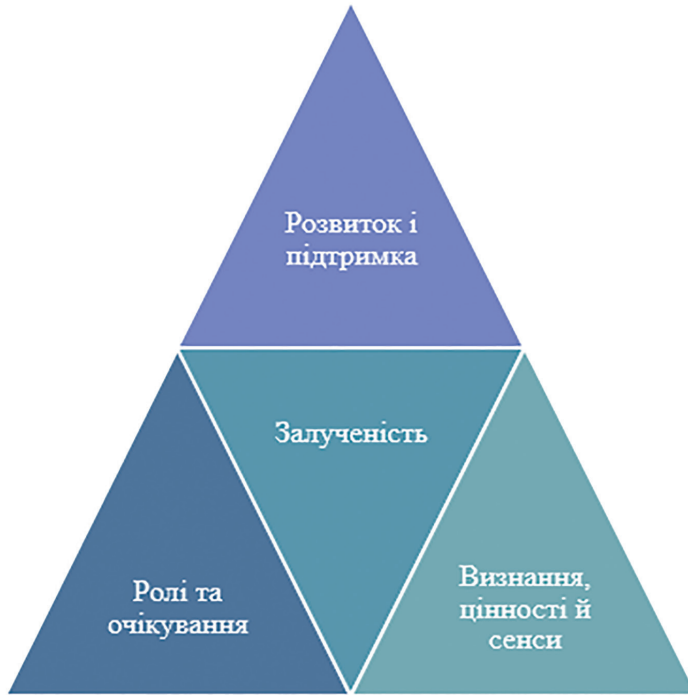 Розвиток і
підтримка
Залученість
Ролі та
очікування
Визнання,
цінності й
сенси